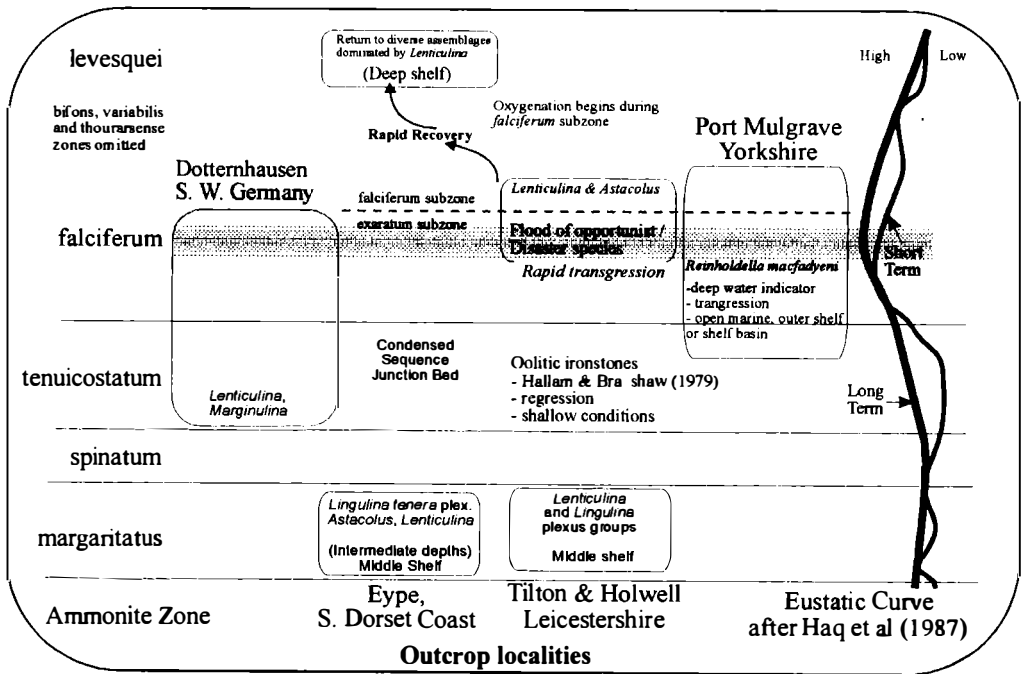 levesquei
Return to diverse assemblages
dominated by Lenticulina
(Deep shelf)
High
Low
bifons, variabilis
and thouarsense
zones omitted
Oxygenation begins during
falciferum subzone
Rapid Recovery
Port Mulgrave
Yorkshire
Dotternhausen
S. W. Germany
Lenticulina & Astacolus
falciferum subzone
exaratum subzone
falciferum
Flood of opportunist /
Disaster species
Rapid transgression
Reinholdella macfadyeni
-deep water indicator
- trangression
- open marine, outer shelf
or shelf basin
Short
Term
Condensed
Sequence
Junction Bed
tenuicostatum
Oolitic ironstones
- Hallam & Bra shaw (1979)
- regression
- shallow conditions
Lenticulina,
Marginulina
Long
Term
spinatum
margaritatus
Lingulina tenera plex.
Astacolus, Lenticulina
(Intermediate depths)
Middle Shelf
Lenticulina
and Lingulina
plexus groups
Middle shelf
Ammonite Zone
Eype,
S. Dorset Coast
Tilton & Holwell
Leicestershire
Eustatic Curve
after Haq et al (1987)
Outcrop localities